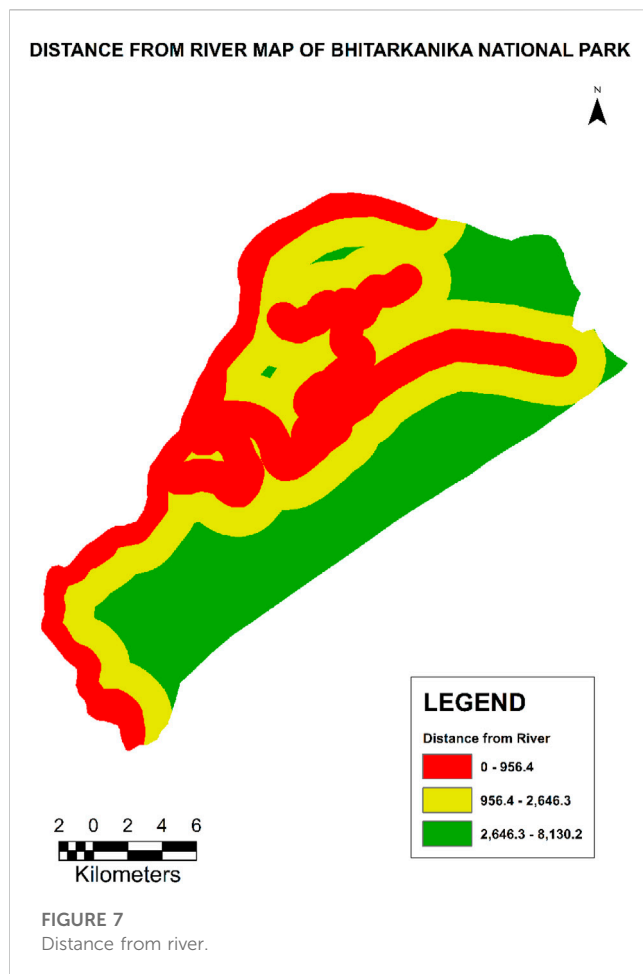 DISTANCE FROM RIVER MAP OF BHITARKANIKA NATIONAL PARK
N
LEGEND
Distance from River
0 - 956.4
956.4 - 2,646.3
2,646.3 - 8,130.2
2 0 2 4 6
Kilometers
FIGURE 7
Distance from river.